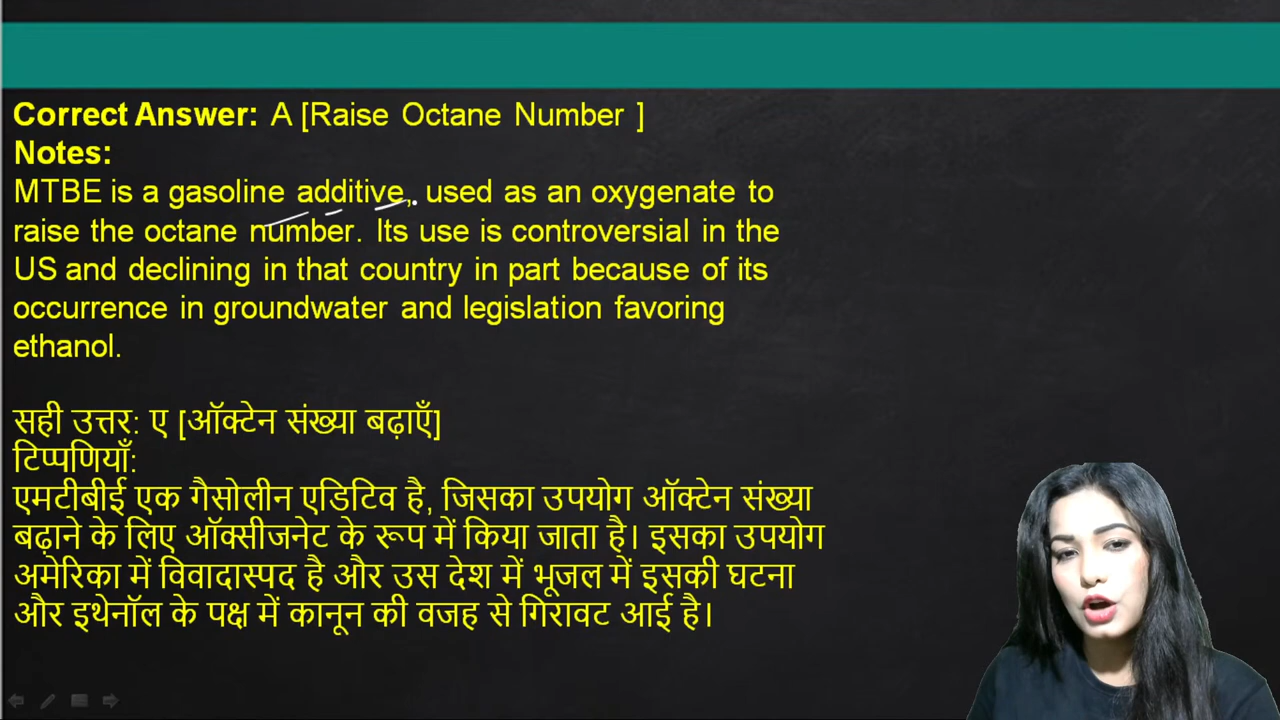 Correct Answer: A [Raise Octane Number ]
Notes:
MTBE is a gasoline additive, used as an oxygenate to
raise the octane number. Its use is controversial in the
US and declining in that country in part because of its
occurrence in groundwater and legislation favoring
ethanol.
सही उत्तर: ए [ऑक्टेन संख्या बढ़ाएँ]
टिप्पणियाँ:
एमटीबीई एक गैसोलीन एडिटिव है, जिसका उपयोग ऑक्टेन संख्या
बढ़ाने के लिए ऑक्सीजनेट के रूप में किया जाता है। इसका उपयोग
अमेरिका में विवादास्पद है और उस देश में भूजल में इसकी घटना
और इथेनॉल के पक्ष में कानून की वजह से गिरावट आई है।